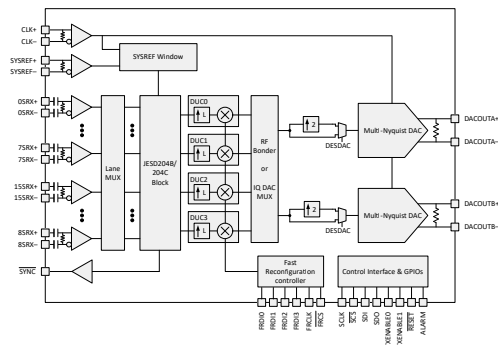 CLK+
CLK−
SYSREF+
SYSREF−
SYSREF Window
0SRX+
0SRX−
7SRX+
7SRX−
15SRX+
15SRX−
8SRX+
8SRX−
SYNC
Lane
MUX
JESD204B/
204C
Block
DUC0
L
DUC1
L
DUC2
L
DUC3
L
RF
Bonder
or
IQ DAC
MUX
2
DESDAC
2
DESDAC
Multi-Nyquist DAC
Multi-Nyquist DAC
DACOUTA+
DACOUTA−
DACOUTB+
DACOUTB−
Fast
Reconfiguration
controller
Control Interface & GPIOs
FRDI0
FRDI1
FRDI2
FRDI3
FRCLK
FRCS
SCLK
SCS
SDI
SDO
XENABLE0
XENABLE1
RESET
ALARM